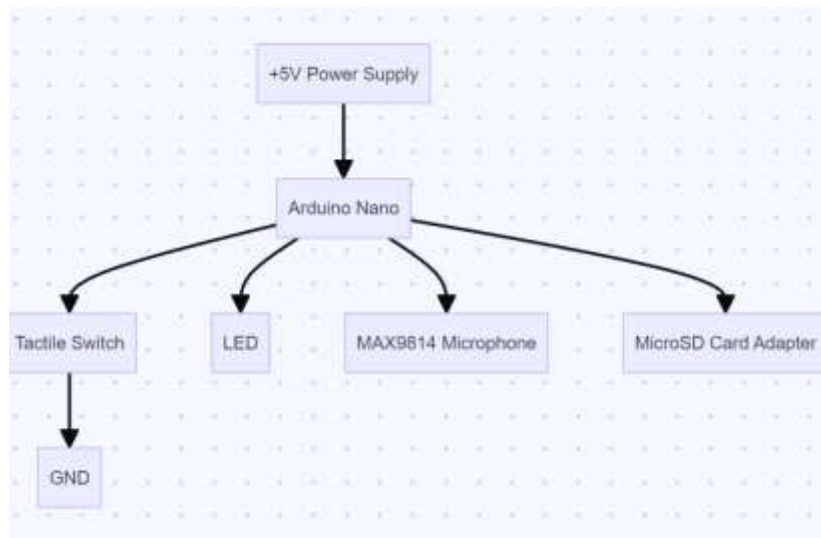 +5V Power Supply
Arduino Nano
Tactile Switch
LED
MAX9814 Microphone
MicroSD Card Adapter
GND